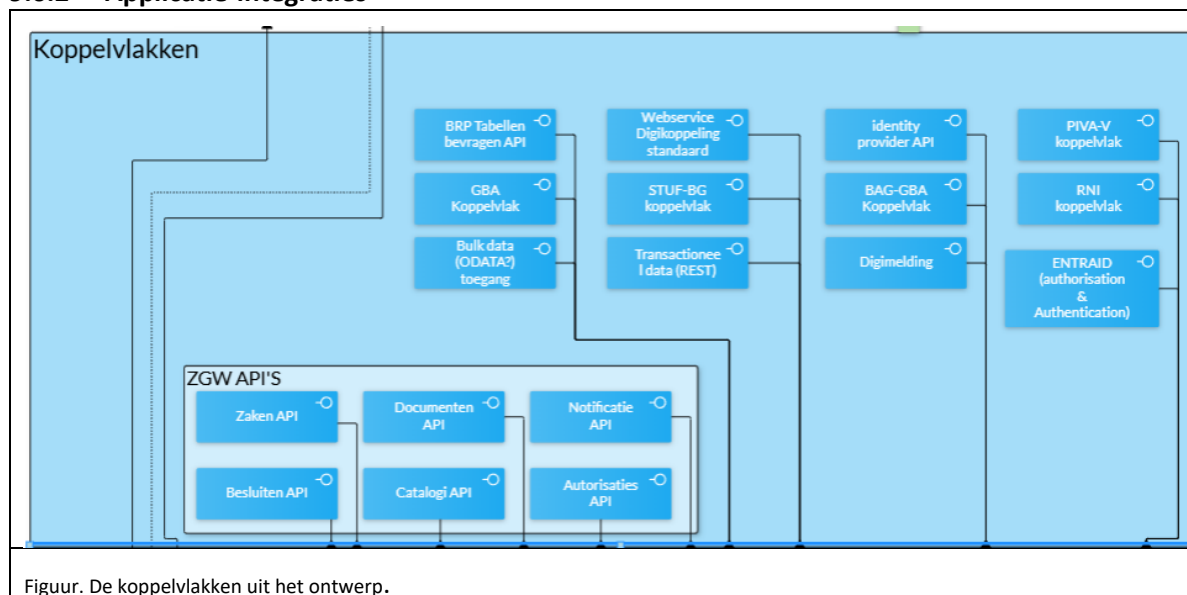 Koppelvlakken
BRP Tabellen
bevragen API
Webservice
Digikoppeling
standaard
identity
provider API
PIVA-V
koppelvlak
GBA
Koppelvlak
STUF-BG
koppelvlak
BAG-GBA
Koppelvlak
RNI
koppelvlak
Bulk data
(ODATA?)
toegang
Transactionee
l data (REST)
Digimelding
ENTRAID
(authorisation
&
Authentication)
ZGW API'S
Zaken API
Documenten
API
Notificatie
API
Besluiten API
Catalogi API
Autorisaties
API
Figuur. De koppelvlakken uit het ontwerp.